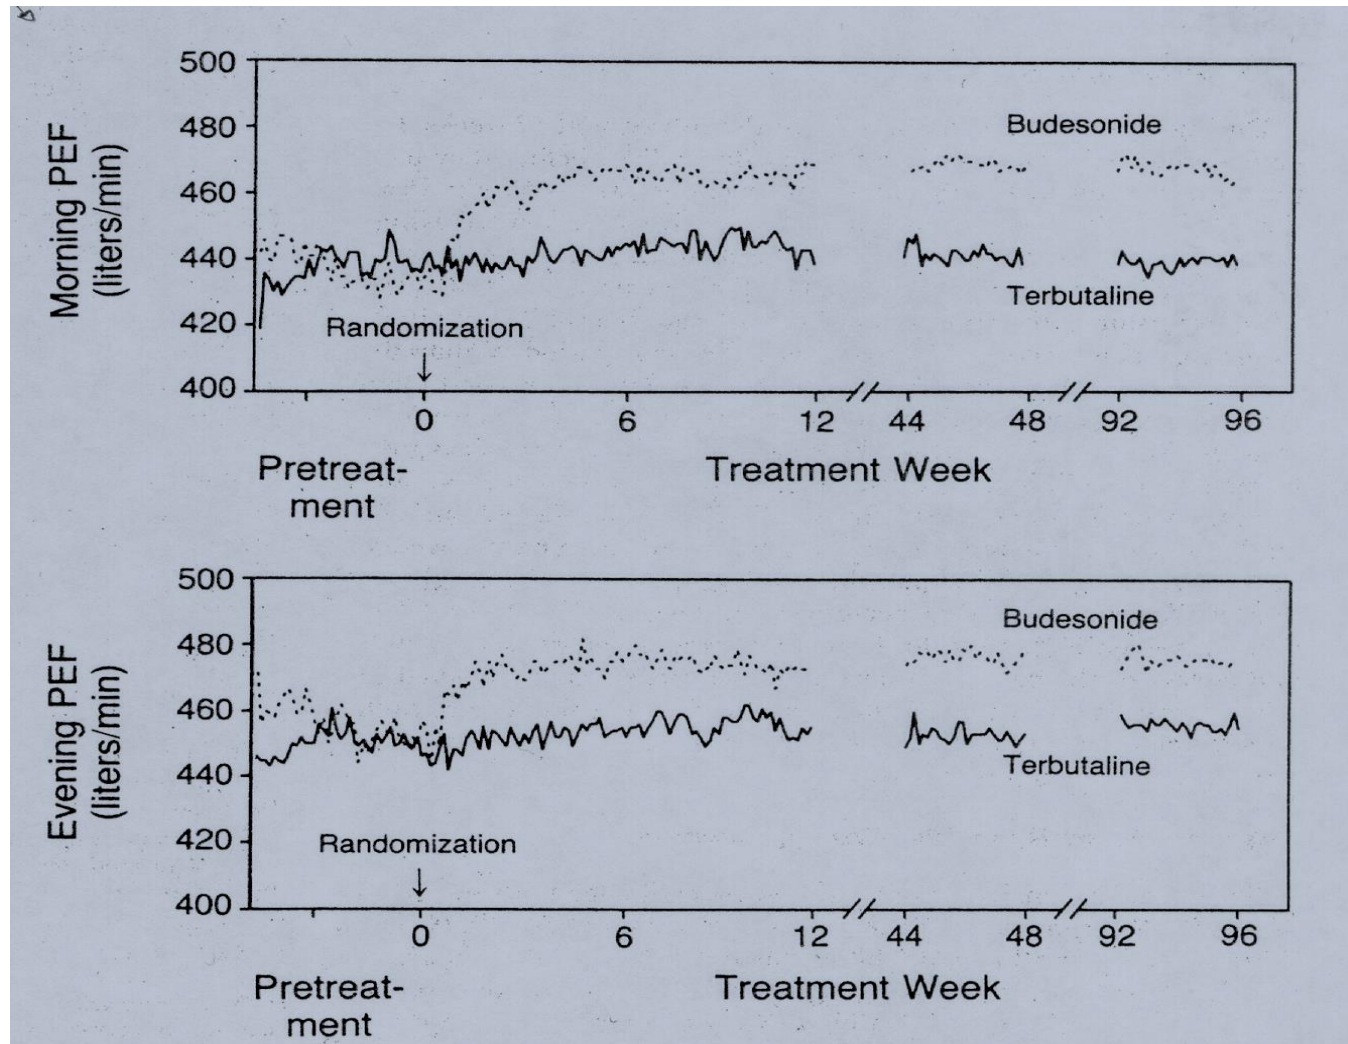 500
480
460
440
420
400
Morning PEF
(liters/min)
Budesonide
Terbutaline
Randomization
0 6 12 44 48 92 96
Pretreat-
ment
Treatment Week
500
480
460
440
420
400
Evening PEF
(liters/min)
Budesonide
Terbutaline
Randomization
0 6 12 44 48 92 96
Pretreat-
ment
Treatment Week